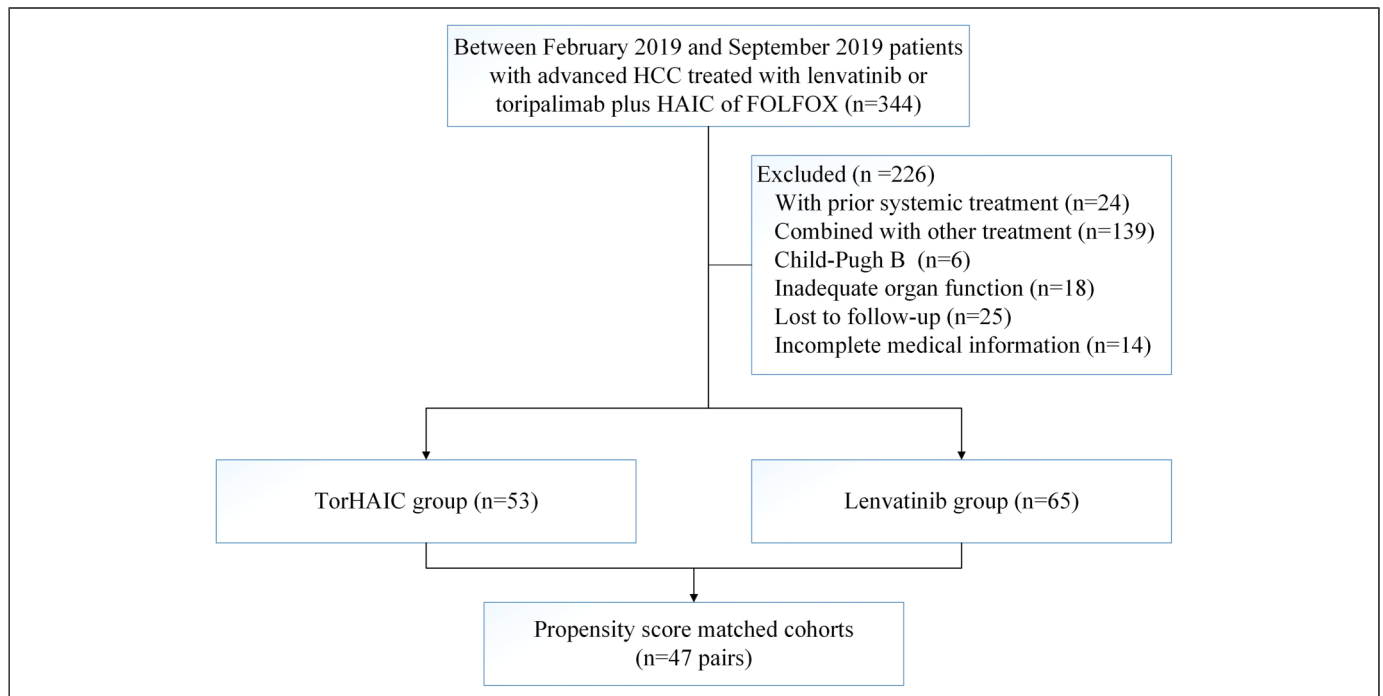 Between February 2019 and September 2019 patients
with advanced HCC treated with lenvatinib or
toripalimab plus HAIC of FOLFOX (n=344)
Excluded (n =226)
With prior systemic treatment (n=24)
Combined with other treatment (n=139)
Child-Pugh B (n=6)
Inadequate organ function (n=18)
Lost to follow-up (n=25)
Incomplete medical information (n=14)
TorHAIC group (n=53)
Lenvatinib group (n=65)
Propensity score matched cohorts
(n=47 pairs)